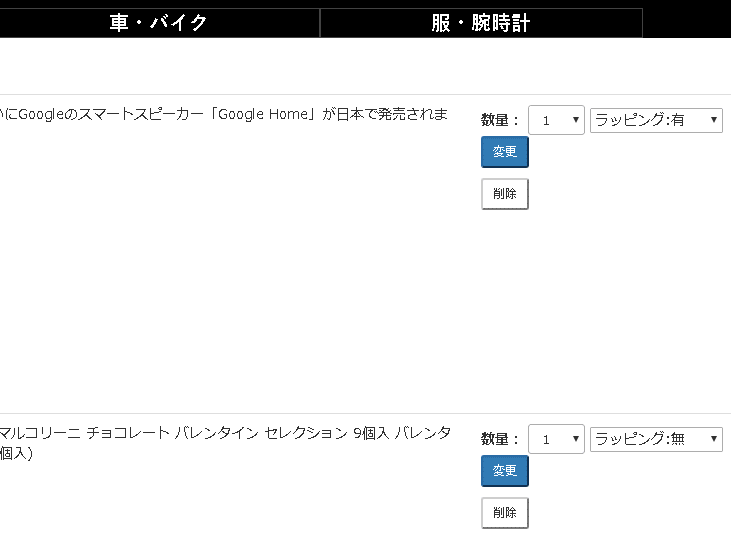 車・バイク 服・腕時計
いにGoogleのスマートスピーカー「Google Home」が日本で発売されま
数量： 1 ラッピング:有
変更
削除
マルコリーニ チョコレート バレンタイン セレクション 9個入 バレンタ
個入)
数量： 1 ラッピング:無
変更
削除